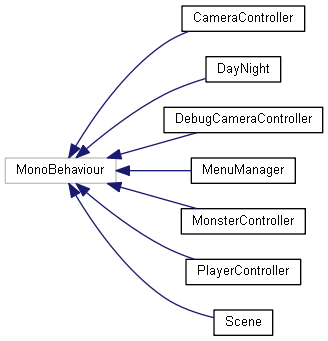 CameraController
DayNight
DebugCameraController
MonoBehaviour
MenuManager
MonsterController
PlayerController
Scene